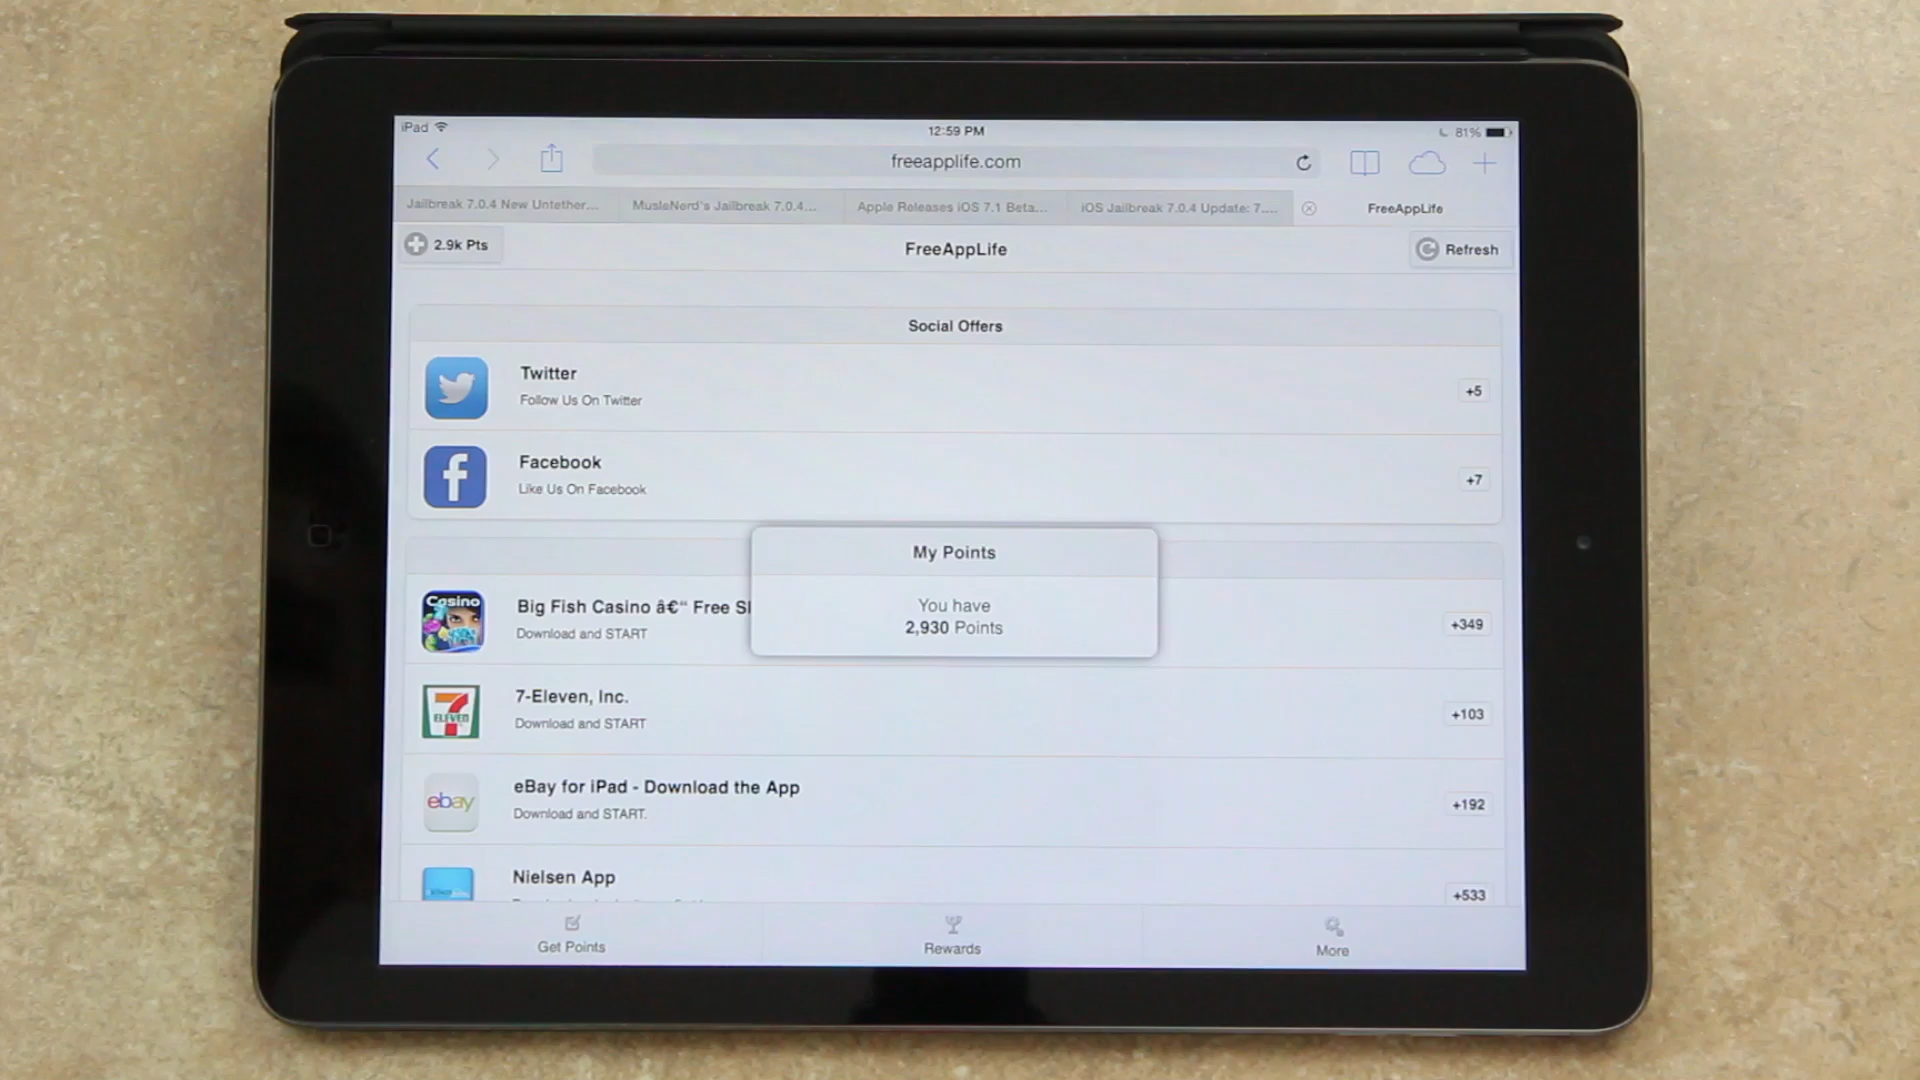 iPad
12:59 PM
81%
freeapplife.com
Jailbreak 7.0.4 New Untether...
MusleNerd's Jailbreak 7.0.4...
Apple Releases iOS 7.1 Beta...
iOS Jailbreak 7.0.4 Update: 7....
FreeAppLife
2.9k Pts
FreeAppLife
Refresh
Social Offers
Twitter
Follow Us On Twitter
+5
Facebook
Like Us On Facebook
+7
My Points
You have
2,930 Points
Casino
Big Fish Casino â€“ Free Sl
Download and START
+349
ELEVEN
7-Eleven, Inc.
Download and START
+103
ebay
eBay for iPad - Download the App
Download and START.
+192
Nielsen App
+533
Get Points
Rewards
More